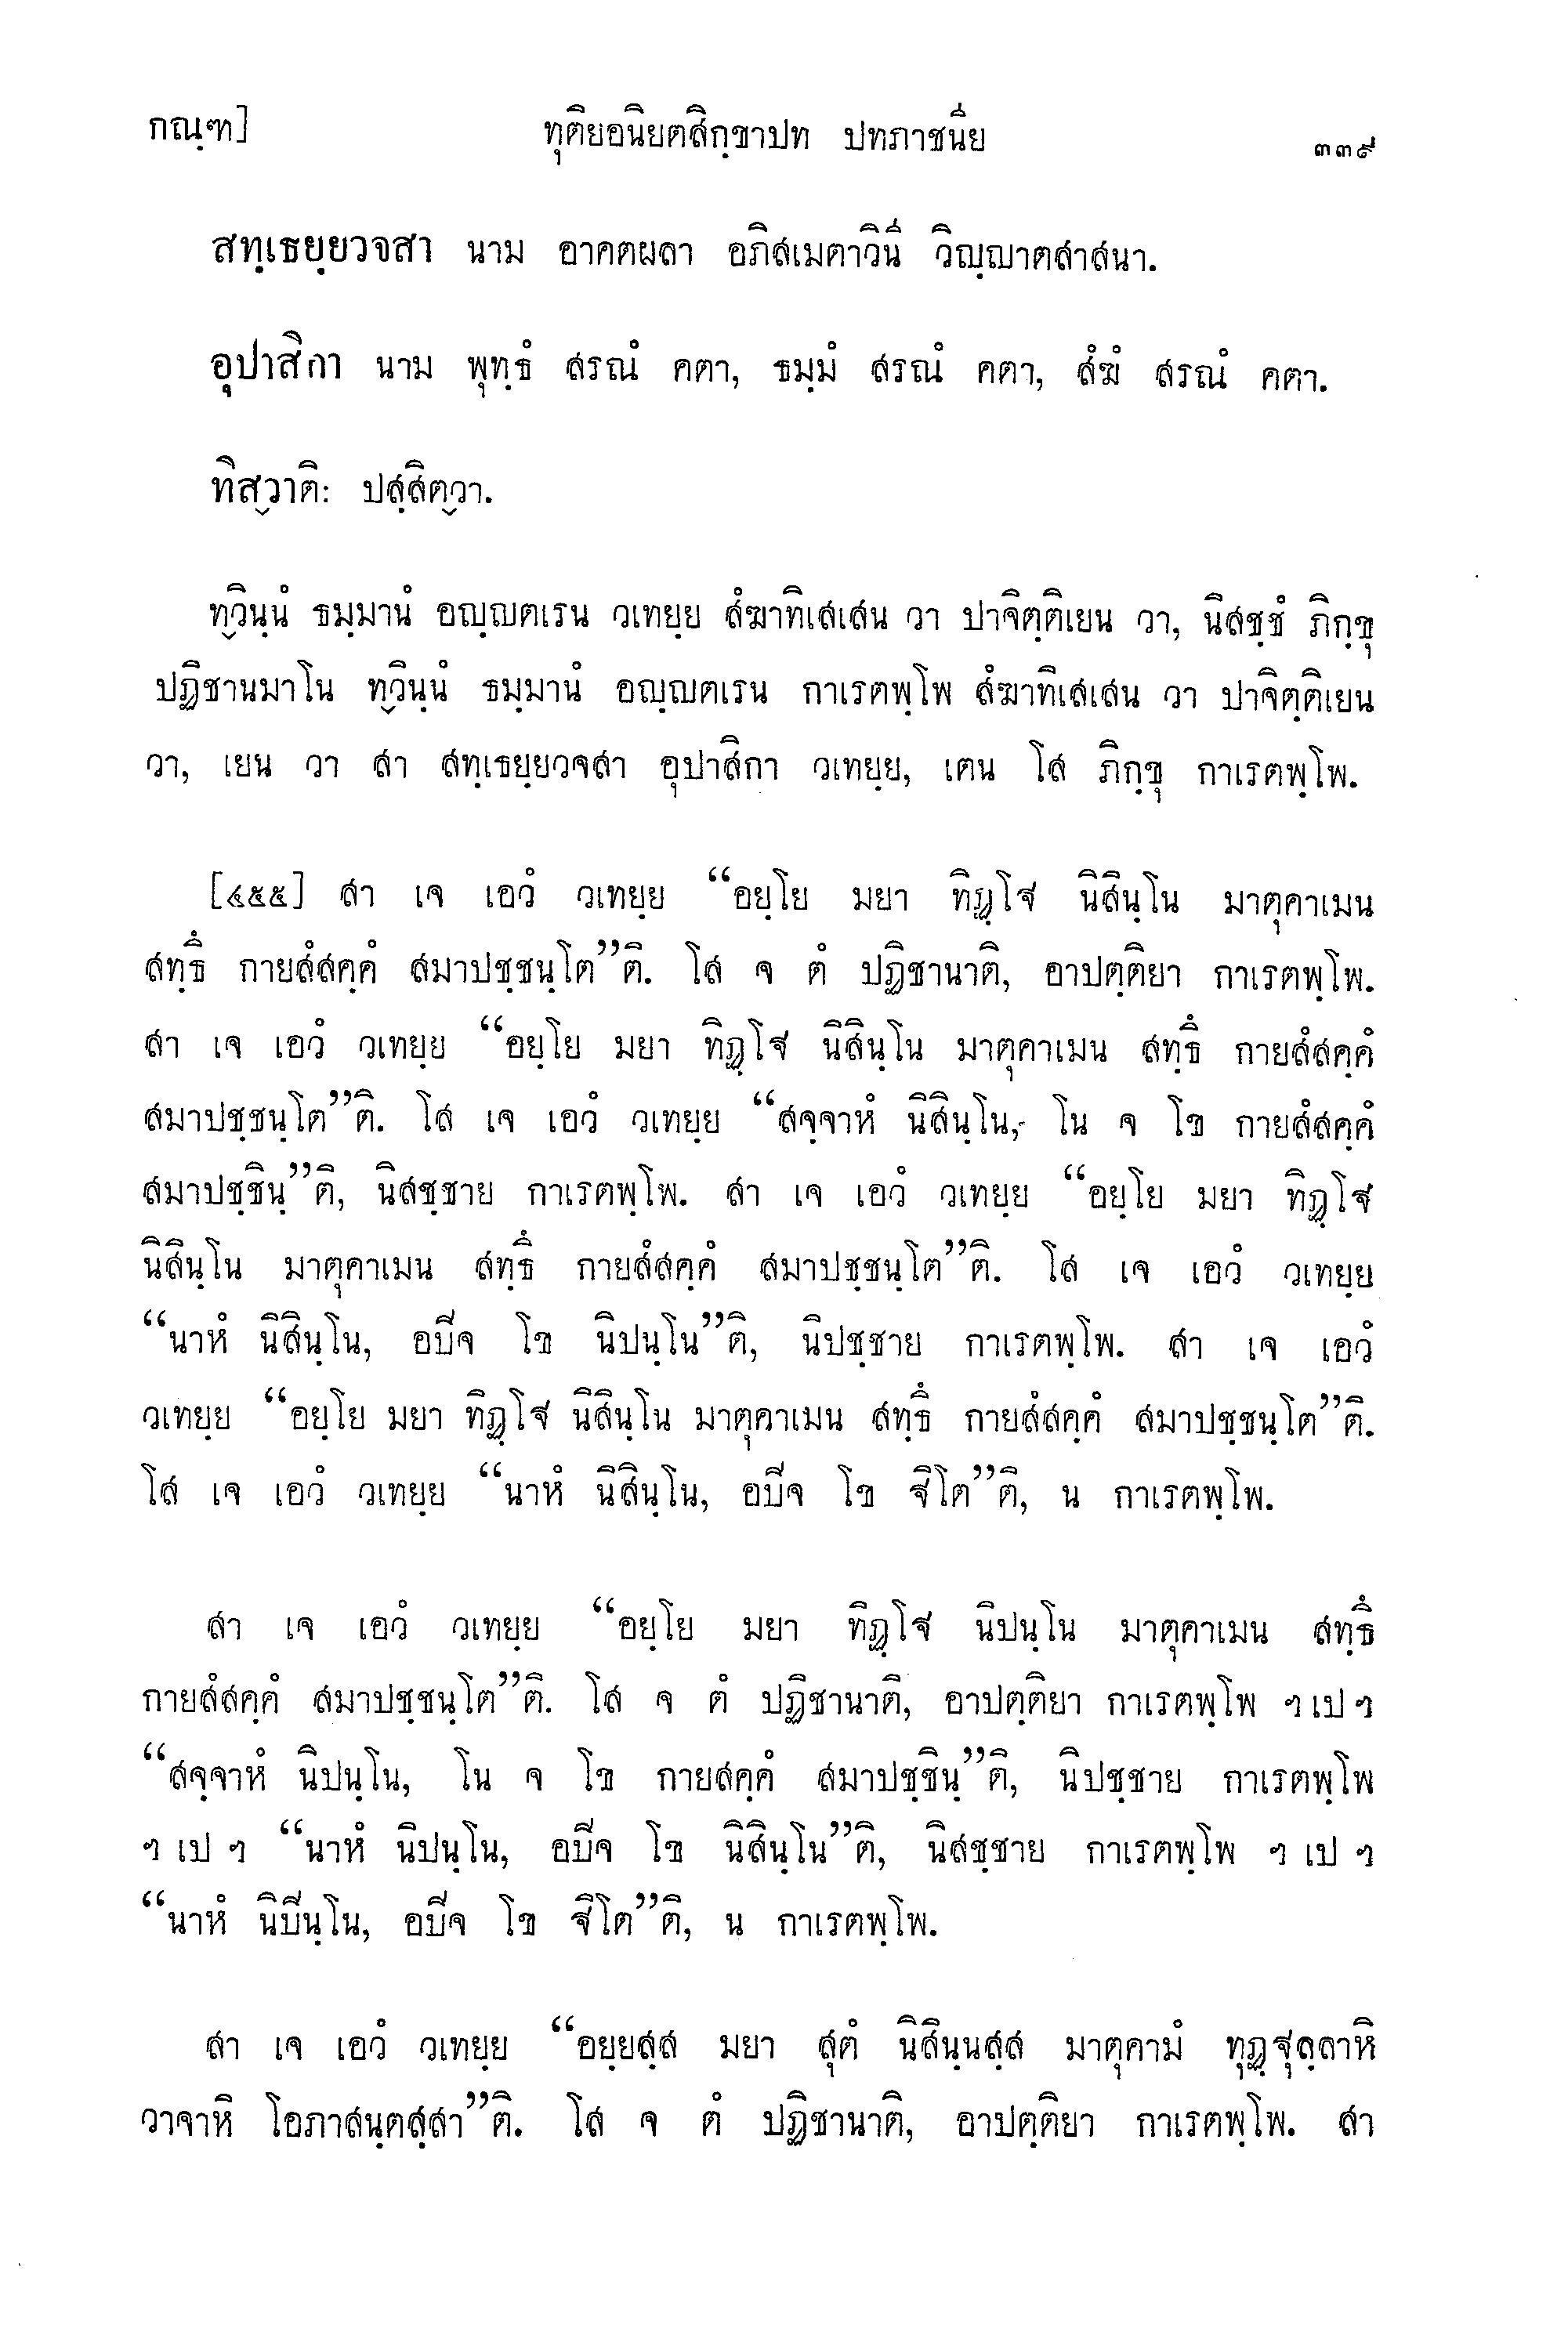 กณฺฑ] ทุติยอนิยตสิกฺขาปท ปทภาชนีย ๓๓๙
สทฺเธยฺยวจสา นาม อาคตผลา อภิสเมตาวินี วิญฺญาตสาสนา.
อุปาสิกา นาม พุทฺธํ สรณํ คตา, ธมฺมํ สรณํ คตา, สํฆํ สรณํ คตา.
ทิสฺวาติ: ปสฺสิตฺวา.
ทฺวินฺนํ ธมฺมานํ อญฺญตเรน วเทยฺย สํฆาทิเสเสน วา ปาจิตฺติเยน วา, นิสชฺชํ ภิกฺขุ
ปฏิชานมาโน ทฺวินฺนํ ธมฺมานํ อญฺญตเรน กาเรตพฺโพ สํฆาทิเสเสน วา ปาจิตฺติเยน
วา, เยน วา สา สทฺเธยฺยวจสา อุปาสิกา วเทยฺย, เตน โส ภิกฺขุ กาเรตพฺโพ.
[๔๕๕] สา เจ เอวํ วเทยฺย “อยฺโย มยา ทิฏฺโฐ นิสินฺโน มาตุคาเมน
สทฺธึ กายสํสคฺคํ สมาปชฺชนฺโต”ติ. โส จ ตํ ปฏิชานาติ, อาปตฺติยา กาเรตพฺโพ.
สา เจ เอวํ วเทยฺย “อยฺโย มยา ทิฏฺโฐ นิสินฺโน มาตุคาเมน สทฺธึ กายสํสคฺคํ
สมาปชฺชนฺโต”ติ. โส เจ เอวํ วเทยฺย “สจฺจาหํ นิสินฺโน, โน จ โข กายสํสคฺคํ
สมาปชฺชินฺ”ติ, นิสชฺชาย กาเรตพฺโพ. สา เจ เอวํ วเทยฺย “อยฺโย มยา ทิฏฺโฐ
นิสินฺโน มาตุคาเมน สทฺธึ กายสํสคฺคํ สมาปชฺชนฺโต”ติ. โส เจ เอวํ วเทยฺย
“นาหํ นิสินฺโน, อปิจ โข นิปนฺโน”ติ, นิปชฺชาย กาเรตพฺโพ. สา เจ เอวํ
วเทยฺย “อยฺโย มยา ทิฏฺโฐ นิสินฺโน มาตุคาเมน สทฺธึ กายสํสคฺคํ สมาปชฺชนฺโต”ติ.
โส เจ เอวํ วเทยฺย “นาหํ นิสินฺโน, อปิจ โข ฐิโต”ติ, น กาเรตพฺโพ.
สา เจ เอวํ วเทยฺย “อยฺโย มยา ทิฏฺโฐ นิปนฺโน มาตุคาเมน สทฺธึ
กายสํสคฺคํ สมาปชฺชนฺโต”ติ. โส จ ตํ ปฏิชานาติ, อาปตฺติยา กาเรตพฺโพ ฯ เป ฯ
“สจฺจาหํ นิปนฺโน, โน จ โข กายสคฺคํ สมาปชฺชินฺ”ติ, นิปชฺชาย กาเรตพฺโพ
ฯ เป ฯ “นาหํ นิปนฺโน, อปิจ โข นิสินฺโน”ติ, นิสชฺชาย กาเรตพฺโพ ฯ เป ฯ
“นาหํ นิปินฺโน, อปิจ โข ฐิโต”ติ, น กาเรตพฺโพ.
สา เจ เอวํ วเทยฺย “อยฺยสฺส มยา สุตํ นิสินฺนสฺส มาตุคามํ ทุฏฺฐุลฺลาหิ
วาจาหิ โอภาสนฺตสฺสา”ติ. โส จ ตํ ปฏิชานาติ, อาปตฺติยา กาเรตพฺโพ. สา